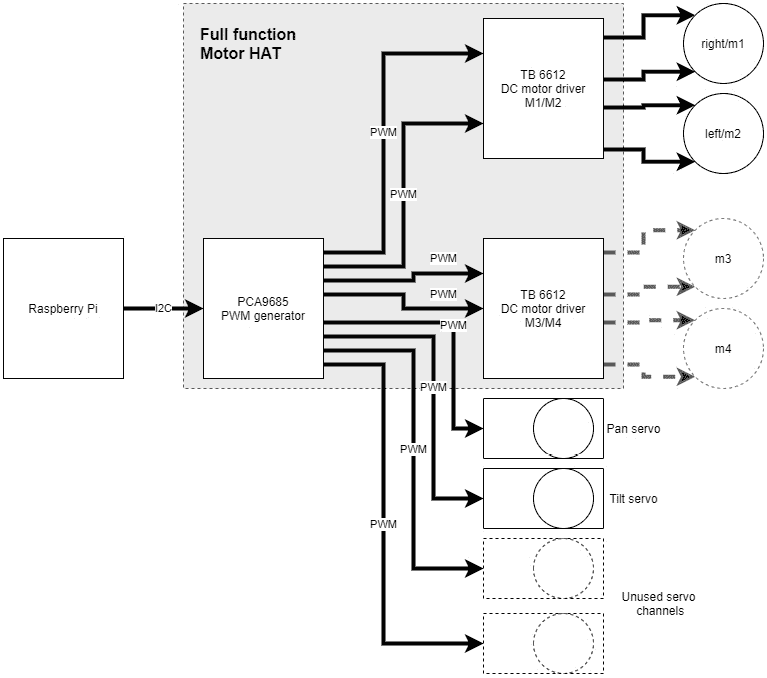 Full function
Motor HAT
TB 6612
DC motor driver
M1/M2
right/m1
left/m2
PWM
PWM
Raspberry Pi
I2C
PCA9685
PWM generator
PWM
PWM
PWM
TB 6612
DC motor driver
M3/M4
m3
m4
PWM
PWM
PWM
Pan servo
Tilt servo
Unused servo
channels